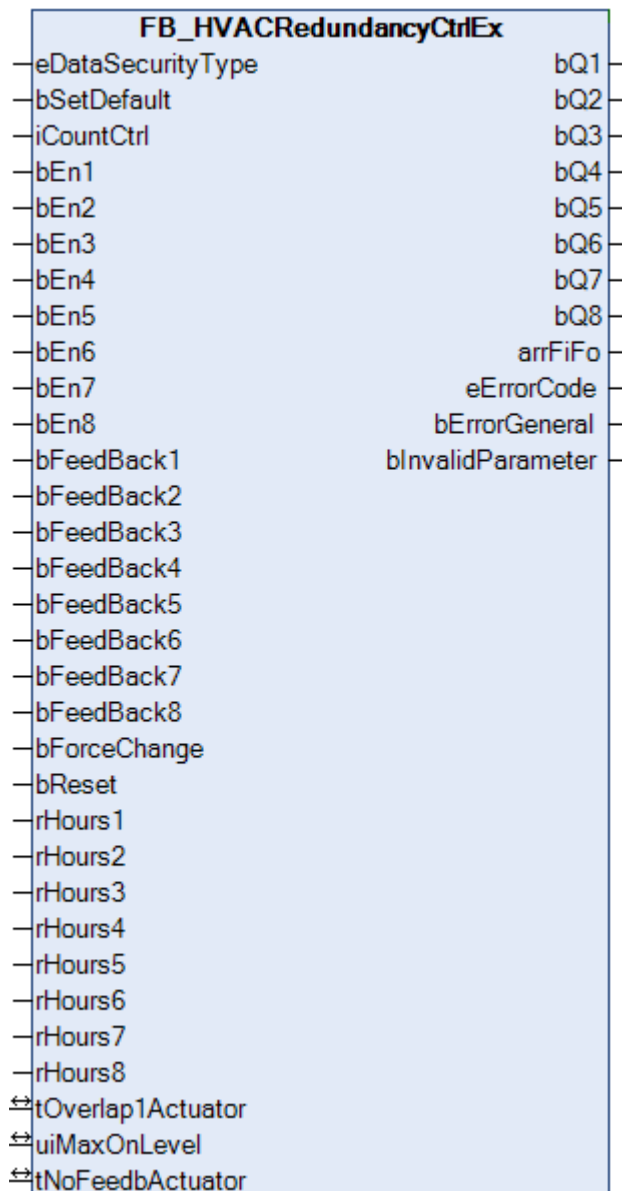 FB_HVACRedundancyCtrlEx
eDataSecurityType bQ1
bSetDefault bQ2
iCountCtrl bQ3
bEn1 bQ4
bEn2 bQ5
bEn3 bQ6
bEn4 bQ7
bEn5 bQ8
bEn6 arrFiFo
bEn7 eErrorCode
bEn8 bErrorGeneral
bFeedBack1 bInvalidParameter
bFeedBack2
bFeedBack3
bFeedBack4
bFeedBack5
bFeedBack6
bFeedBack7
bFeedBack8
bForceChange
bReset
rHours1
rHours2
rHours3
rHours4
rHours5
rHours6
rHours7
rHours8
tOverlap1Actuator
uiMaxOnLevel
tNoFeedbActuator